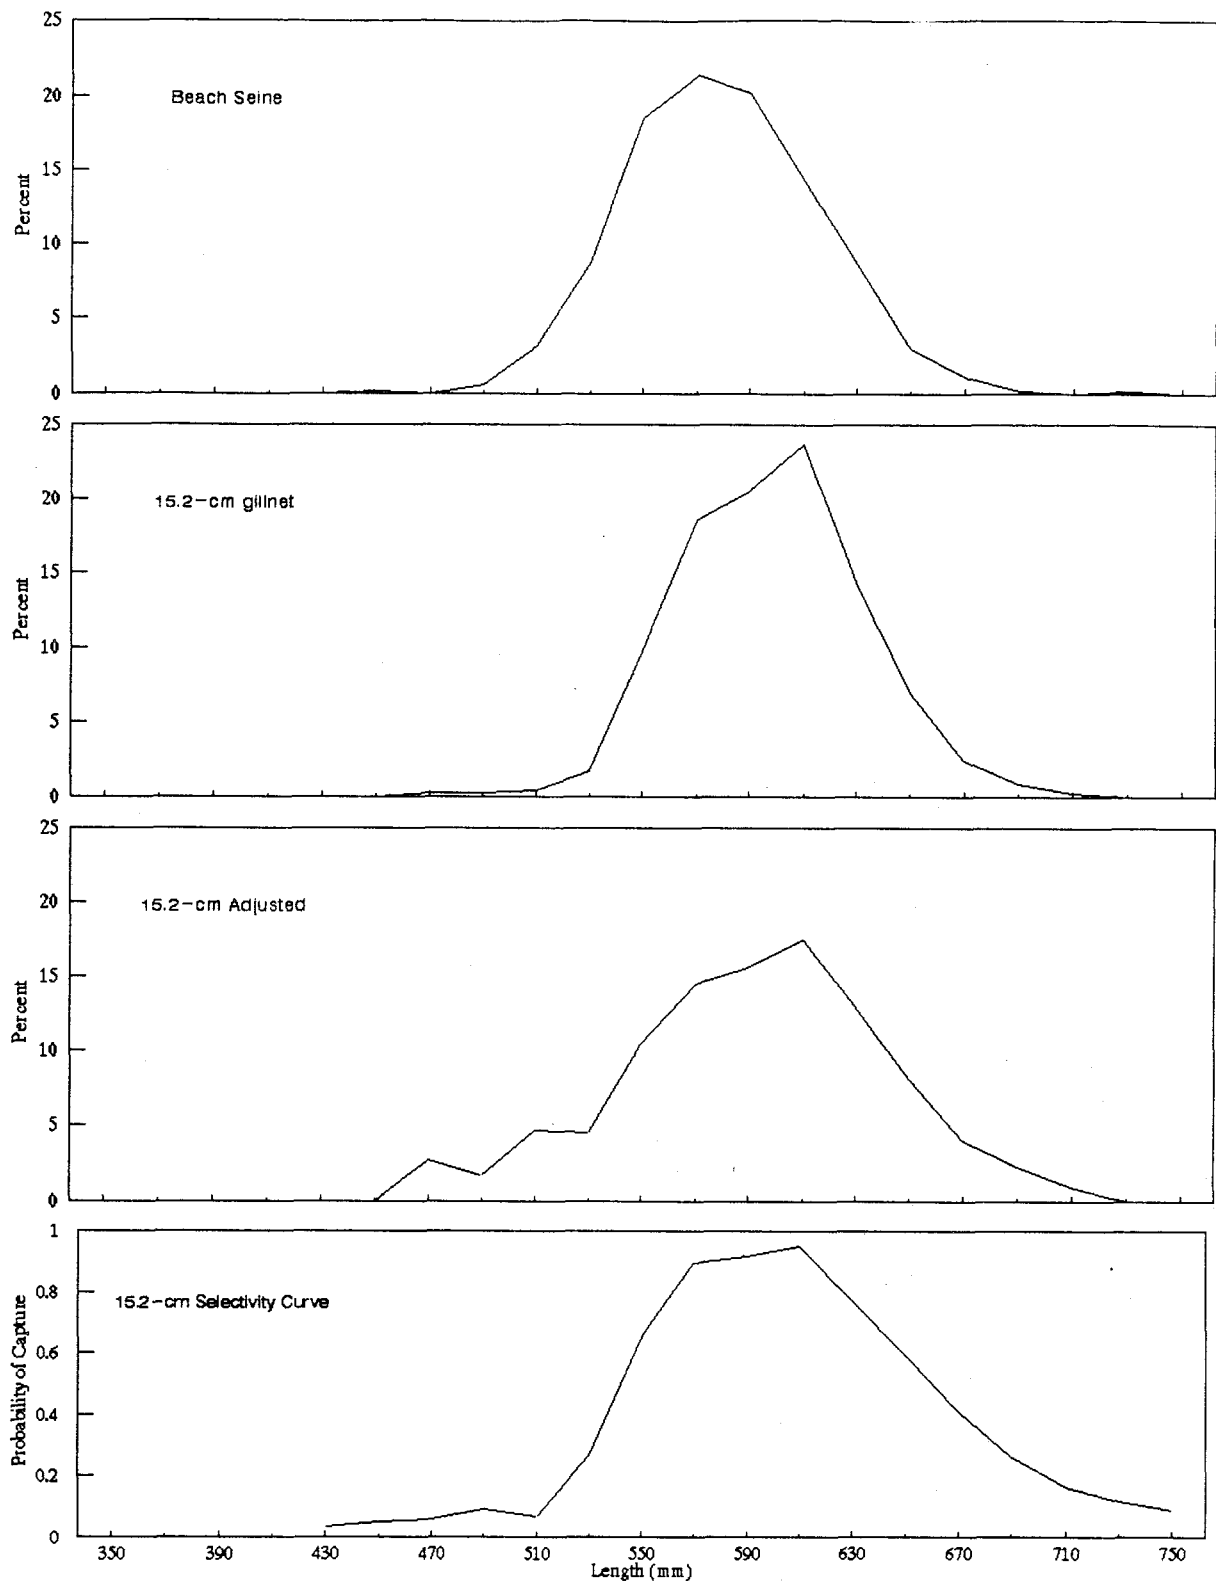 25
20
15
10
5
0
Percent
Beach Seine
25
20
15
10
5
0
Percent
15.2-cm gillnet
25
20
15
10
5
0
Percent
15.2-cm Adjusted
1
0.8
0.6
0.4
0.2
0
Probability of Capture
15.2-cm Selectivity Curve
350 390 430 470 510 550 590 630 670 710 750
Length (mm)